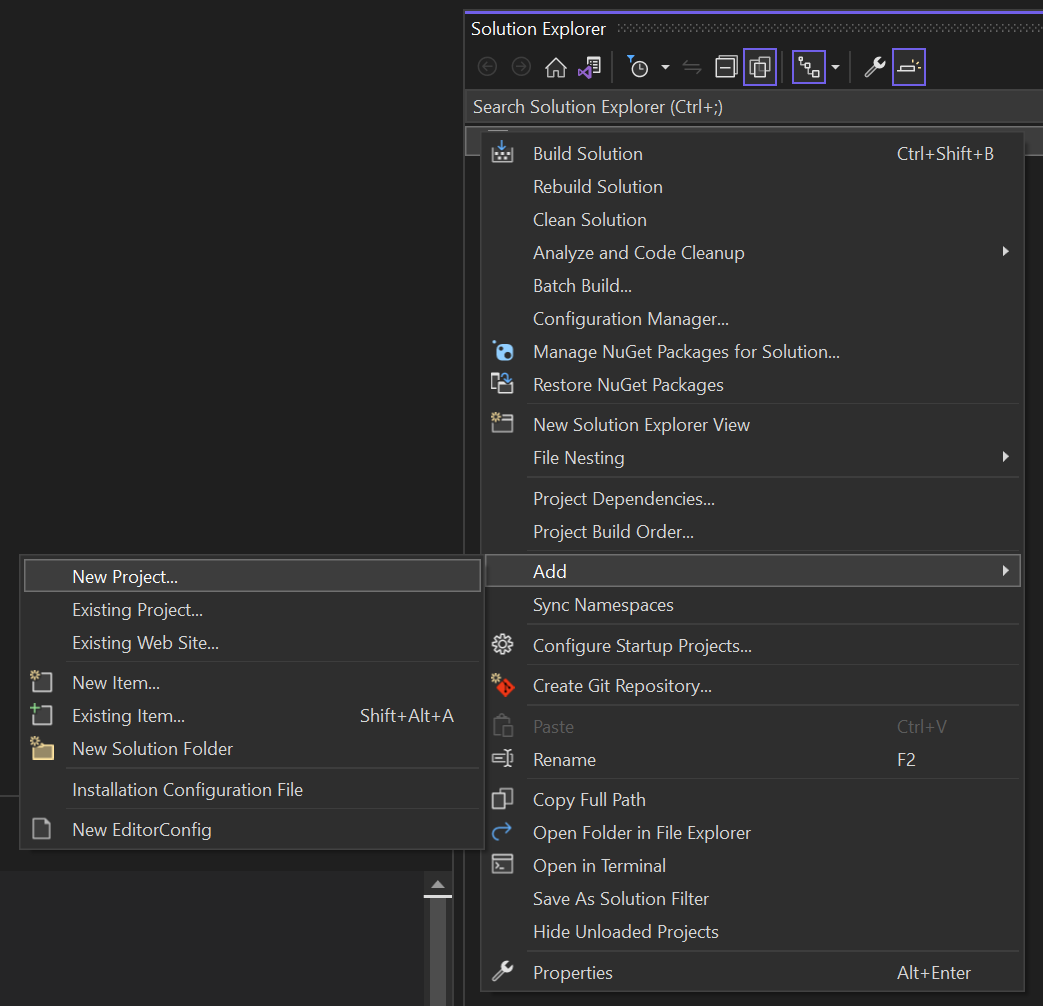 Solution Explorer
Search Solution Explorer (Ctrl+;)
Build Solution Ctrl+Shift+B
Rebuild Solution
Clean Solution
Analyze and Code Cleanup
Batch Build...
Configuration Manager...
Manage NuGet Packages for Solution...
Restore NuGet Packages
New Solution Explorer View
File Nesting
Project Dependencies...
Project Build Order...
Add
Sync Namespaces
Configure Startup Projects...
Create Git Repository...
Paste Ctrl+V
Rename F2
Copy Full Path
Open Folder in File Explorer
Open in Terminal
Save As Solution Filter
Hide Unloaded Projects
Properties Alt+Enter
New Project...
Existing Project...
Existing Web Site...
New Item...
Existing Item... Shift+Alt+A
New Solution Folder
Installation Configuration File
New EditorConfig